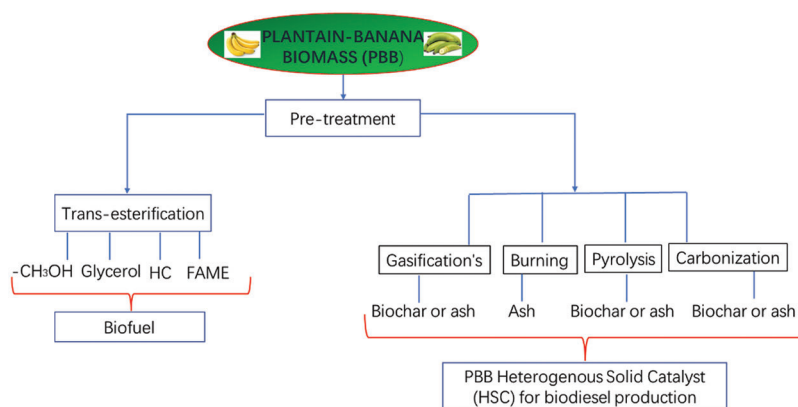 PLANTAIN-BANANA
BIOMASS (PBB)
Pre-treatment
Trans-esterification
-CH₃OH Glycerol HC FAME
Biofuel
Gasification's Burning Pyrolysis Carbonization
Biochar or ash Ash Biochar or ash Biochar or ash
PBB Heterogenous Solid Catalyst
(HSC) for biodiesel production